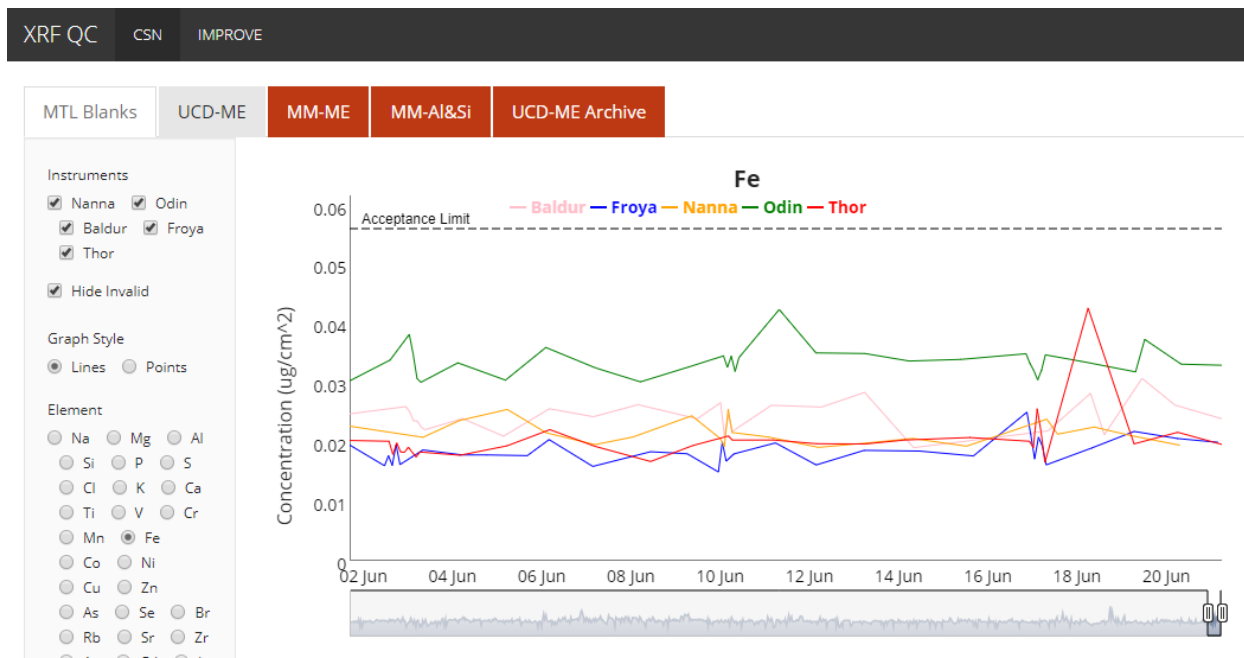 XRF QC CSN IMPROVE
MTL Blanks UCD-ME MM-ME MM-Al&Si UCD-ME Archive
Instruments
Nanna Odin
Baldur Froya
Thor
Hide Invalid
Graph Style
Lines Points
Element
Na Mg Al
Si P S
Cl K Ca
Ti V Cr
Mn Fe
Co Ni
Cu Zn
As Se Br
Rb Sr Zr
Fe
Baldur Froya Nanna Odin Thor
Acceptance Limit
Concentration (ug/cm^2)
0.06
0.05
0.04
0.03
0.02
0.01
0
02 Jun 04 Jun 06 Jun 08 Jun 10 Jun 12 Jun 14 Jun 16 Jun 18 Jun 20 Jun